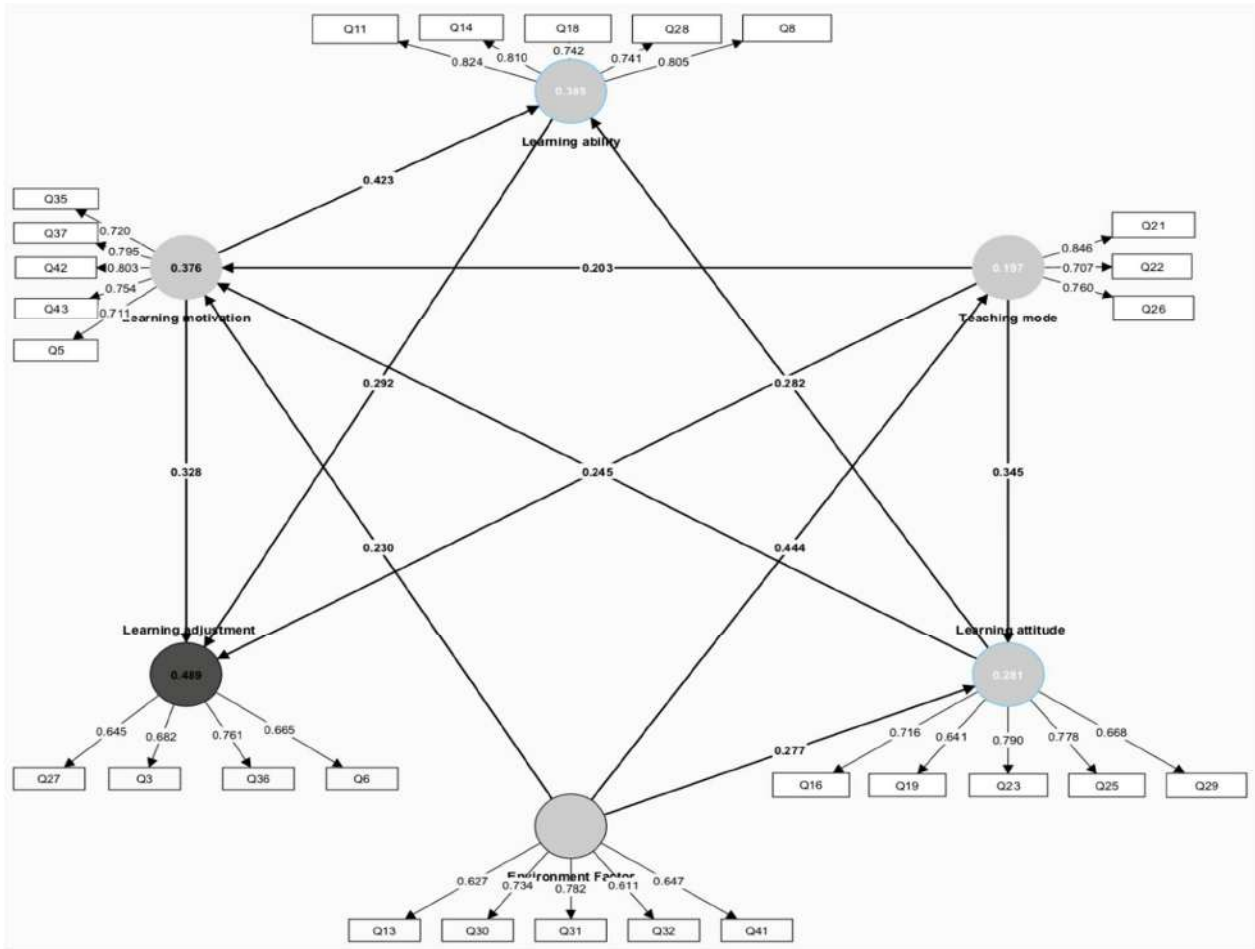 Q11
Q14
Q18
Q28
Q8
0.824
0.810
0.742
0.741
0.805
0.385
Learning ability
0.423
Q35
Q37
Q42
Q43
Q5
0.720
0.795
0.803
0.754
0.711
0.376
Learning motivation
0.203
0.197
Teaching mode
0.846
0.707
0.760
Q21
Q22
Q26
0.292
0.282
0.328
0.245
0.345
0.230
0.444
Learning adjustment
0.489
0.645
0.682
0.761
0.665
Q27
Q3
Q36
Q6
Learning attitude
0.281
0.716
0.641
0.790
0.778
0.668
Q16
Q19
Q23
Q25
Q29
0.277
Environment Factor
0.627
0.734
0.782
0.611
0.647
Q13
Q30
Q31
Q32
Q41